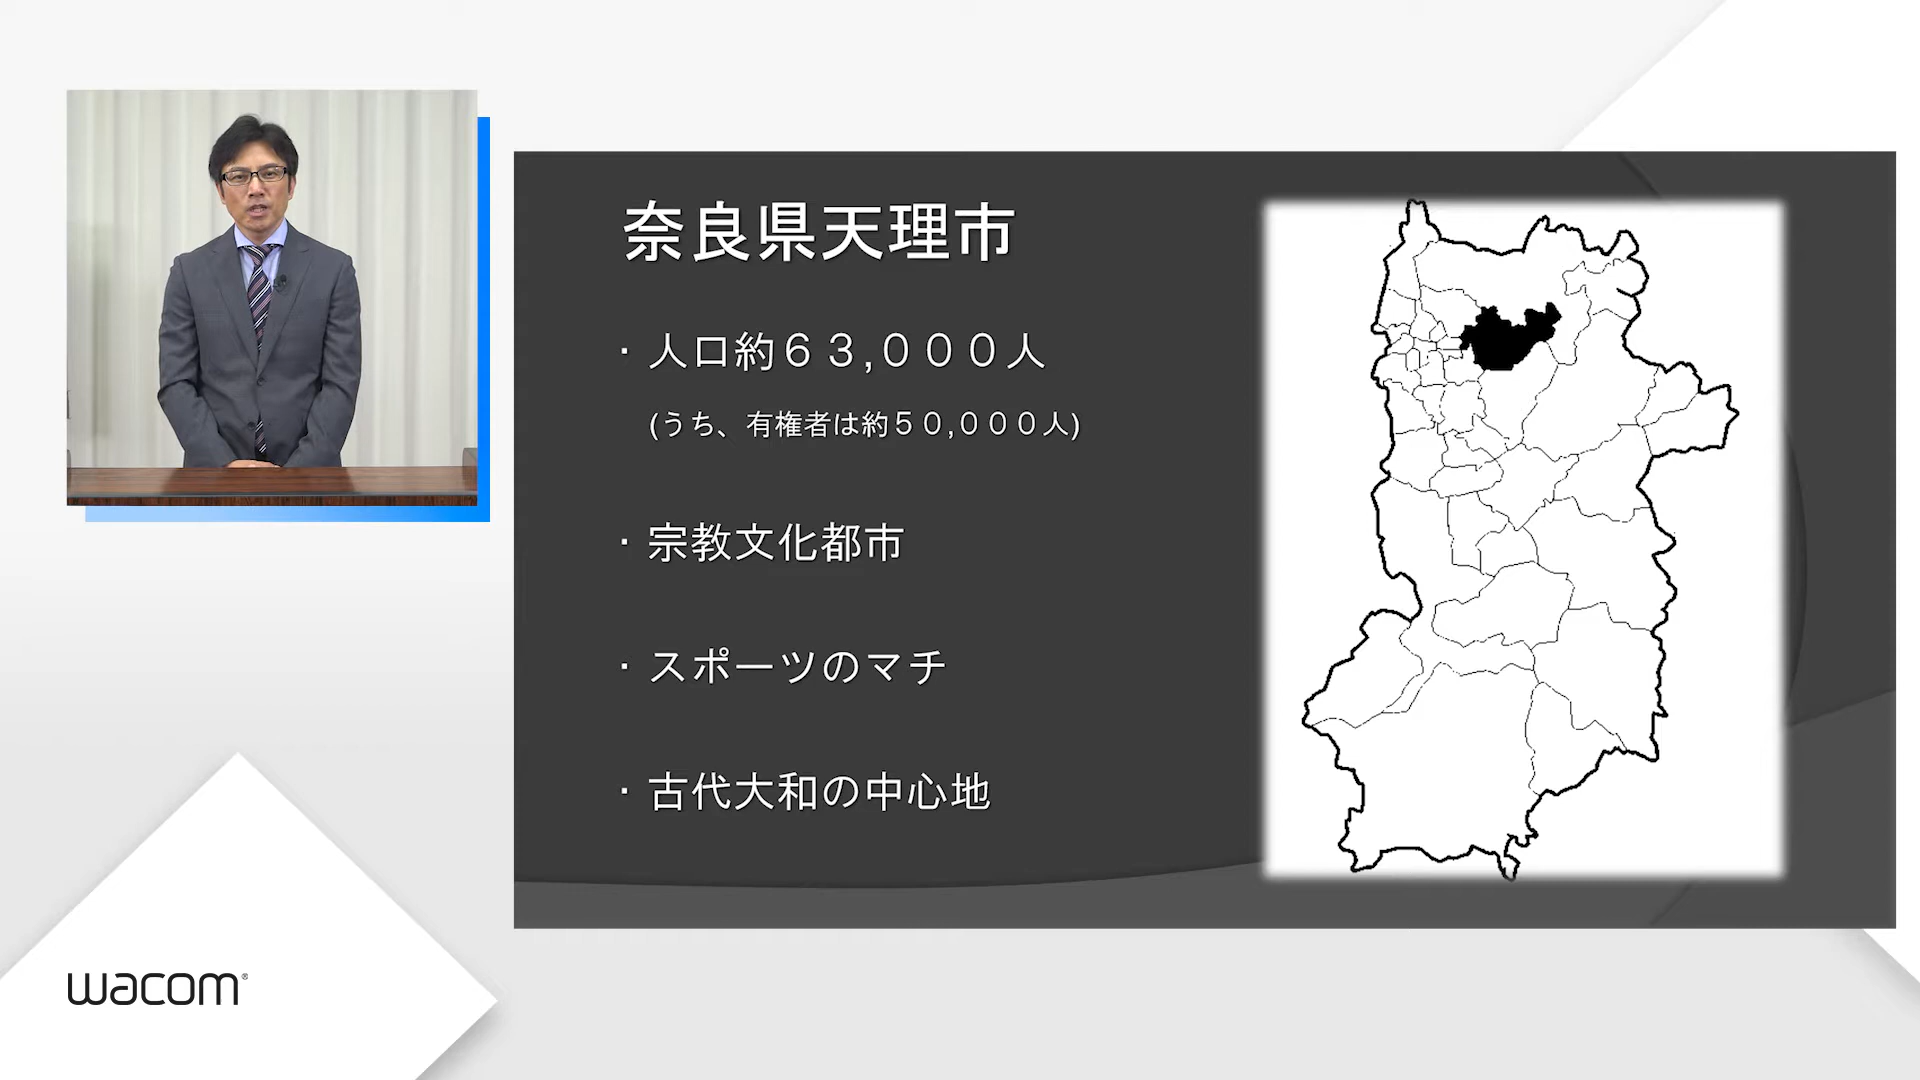 奈良県天理市
・人口約６３,０００人
(うち、有権者は約５０,０００人)
・宗教文化都市
・スポーツのマチ
・古代大和の中心地
wacom®